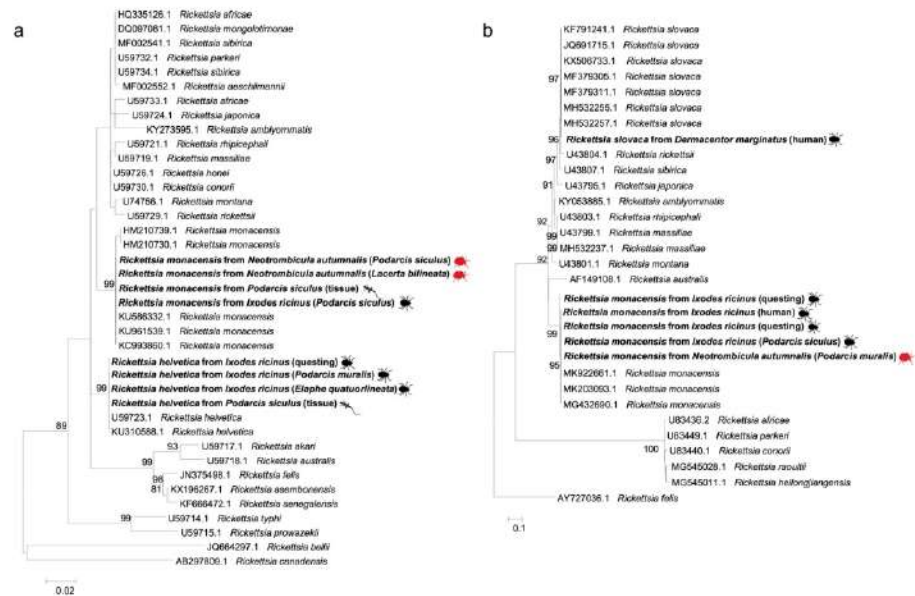 a
HQ335126.1 Rickettsia africae
DQ097081.1 Rickettsia mongolotimonae
MF002541.1 Rickettsia sibirica
U59732.1 Rickettsia parkeri
U59734.1 Rickettsia sibirica
MF002552.1 Rickettsia aeschlimannii
U59733.1 Rickettsia africae
U59724.1 Rickettsia japonica
KY273595.1 Rickettsia amblyommatis
U59721.1 Rickettsia rhipicephali
U59719.1 Rickettsia massiliae
U59726.1 Rickettsia honei
U59730.1 Rickettsia conorii
U74756.1 Rickettsia montana
U59729.1 Rickettsia rickettsii
HM210739.1 Rickettsia monacensis
HM210730.1 Rickettsia monacensis
Rickettsia monacensis from Neotrombicula autumnalis (Podarcis siculus)
Rickettsia monacensis from Neotrombicula autumnalis (Lacerta bilineata)
99
Rickettsia monacensis from Podarcis siculus (tissue)
Rickettsia monacensis from Ixodes ricinus (Podarcis siculus)
KU586332.1 Rickettsia monacensis
KU961539.1 Rickettsia monacensis
KC993860.1 Rickettsia monacensis
Rickettsia helvetica from Ixodes ricinus (questing)
Rickettsia helvetica from Ixodes ricinus (Podarcis muralis)
99
Rickettsia helvetica from Ixodes ricinus (Elaphe quatuorlineata)
Rickettsia helvetica from Podarcis siculus (tissue)
U59723.1 Rickettsia helvetica
89
KU310588.1 Rickettsia helvetica
93
U59717.1 Rickettsia akari
99
U59718.1 Rickettsia australis
96
JN375498.1 Rickettsia felis
81
KX196267.1 Rickettsia asembonensis
KF666472.1 Rickettsia senegalensis
99
U59714.1 Rickettsia typhi
U59715.1 Rickettsia prowazekii
JQ664297.1 Rickettsia bellii
AB297809.1 Rickettsia canadensis
0.02
b
KF791241.1 Rickettsia slovaca
JQ691715.1 Rickettsia slovaca
KX506733.1 Rickettsia slovaca
97
MF379305.1 Rickettsia slovaca
MF379311.1 Rickettsia slovaca
MH532255.1 Rickettsia slovaca
MH532257.1 Rickettsia slovaca
96
Rickettsia slovaca from Dermacentor marginatus (human)
97
U43804.1 Rickettsia rickettsii
U43807.1 Rickettsia sibirica
91
U43795.1 Rickettsia japonica
KY053885.1 Rickettsia amblyommatis
92
U43803.1 Rickettsia rhipicephali
99
U43799.1 Rickettsia massiliae
99
MH532237.1 Rickettsia massiliae
92
U43801.1 Rickettsia montana
AF149108.1 Rickettsia australis
Rickettsia monacensis from Ixodes ricinus (questing)
Rickettsia monacensis from Ixodes ricinus (human)
99
Rickettsia monacensis from Ixodes ricinus (questing)
Rickettsia monacensis from Ixodes ricinus (Podarcis siculus)
95
Rickettsia monacensis from Neotrombicula autumnalis (Podarcis muralis)
MK922661.1 Rickettsia monacensis
MK203093.1 Rickettsia monacensis
MG432690.1 Rickettsia monacensis
U83436.2 Rickettsia africae
U83449.1 Rickettsia parkeri
100
U83440.1 Rickettsia conorii
MG545028.1 Rickettsia raoultii
MG545011.1 Rickettsia heilongjiangensis
AY727036.1 Rickettsia felis
0.1